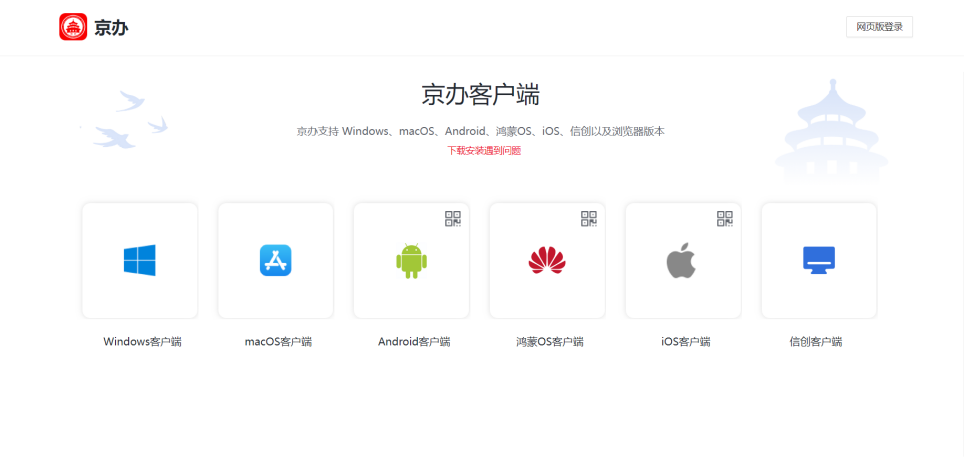 京办
网页版登录
京办客户端
京办支持 Windows、macOS、Android、鸿蒙OS、iOS、信创以及浏览器版本
下载安装遇到问题
Windows客户端
macOS客户端
Android客户端
鸿蒙OS客户端
iOS客户端
信创客户端